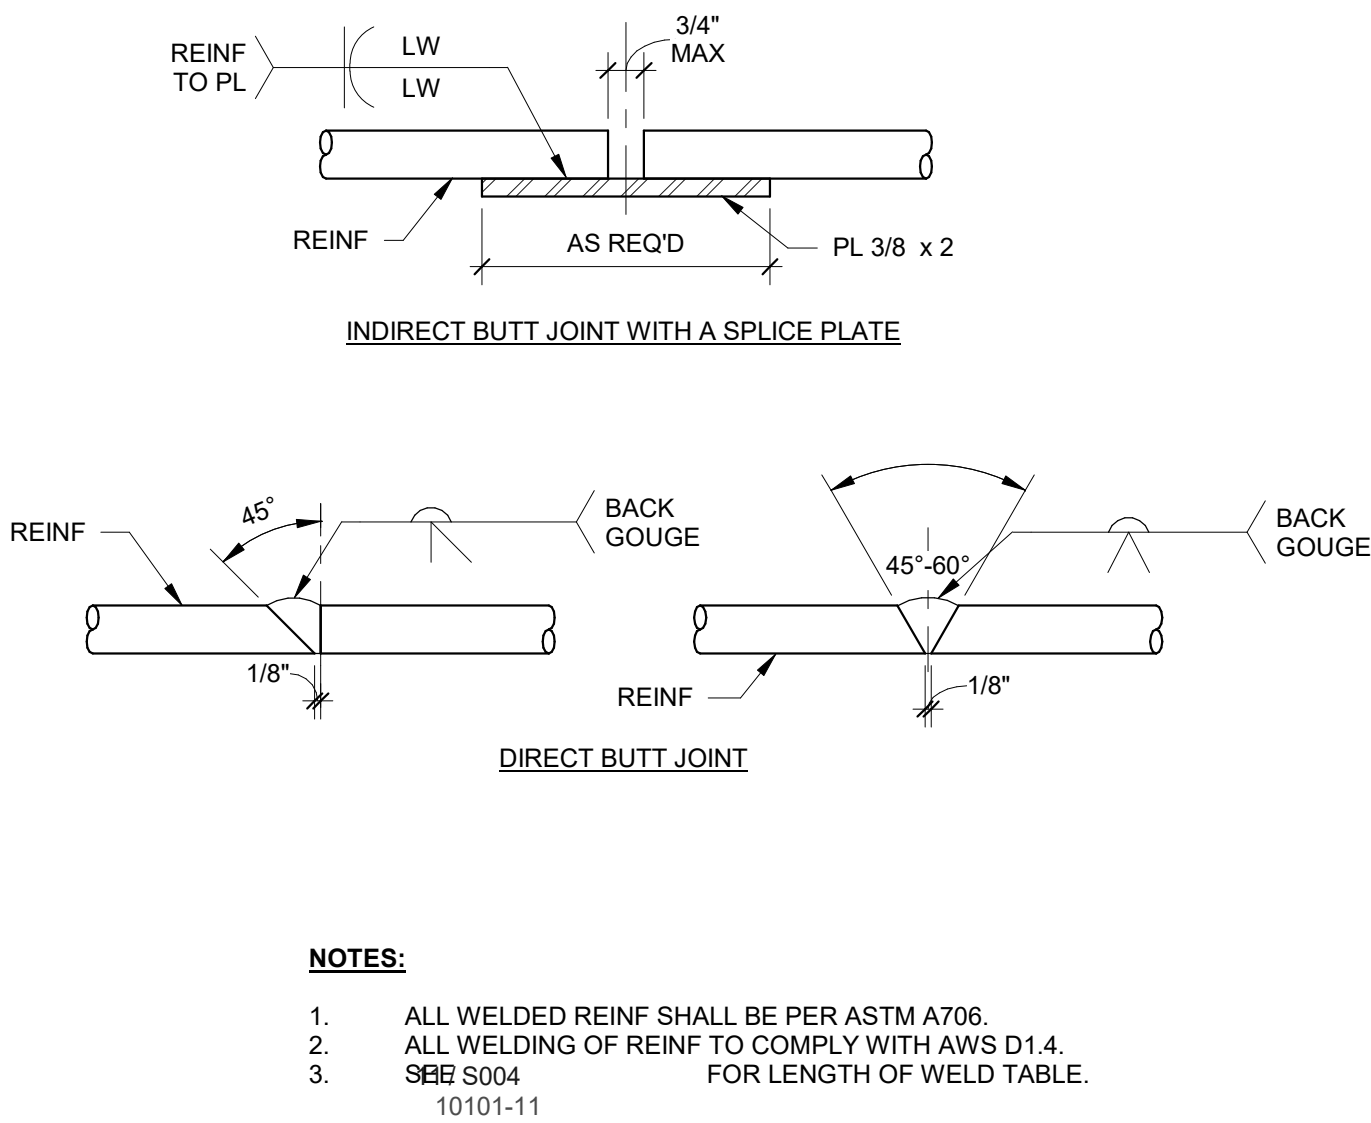 3/4"
MAX
REINF
TO PL
LW
LW
REINF
AS REQ'D
PL 3/8 x 2
INDIRECT BUTT JOINT WITH A SPLICE PLATE
REINF
45°
BACK
GOUGE
1/8"
45°-60°
BACK
GOUGE
REINF
1/8"
DIRECT BUTT JOINT
NOTES:
1. ALL WELDED REINF SHALL BE PER ASTM A706.
2. ALL WELDING OF REINF TO COMPLY WITH AWS D1.4.
3. SEE 11 / S004 FOR LENGTH OF WELD TABLE.
10101-11